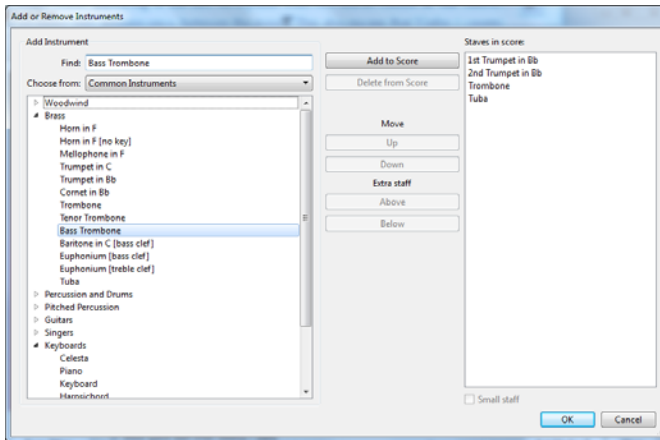 Add or Remove Instruments
Add Instrument
Find: Bass Trombone
Choose from: Common Instruments
Woodwind
Brass
Horn in F
Horn in F [no key]
Mellophone in F
Trumpet in C
Trumpet in Bb
Cornet in Bb
Trombone
Tenor Trombone
Bass Trombone
Baritone in C [bass clef]
Euphonium [bass clef]
Euphonium [treble clef]
Tuba
Percussion and Drums
Pitched Percussion
Guitars
Singers
Keyboards
Celesta
Piano
Keyboard
Harpsichord
Add to Score
Delete from Score
Move
Up
Down
Extra staff
Above
Below
Staves in score:
1st Trumpet in Bb
2nd Trumpet in Bb
Trombone
Tuba
Small staff
OK
Cancel